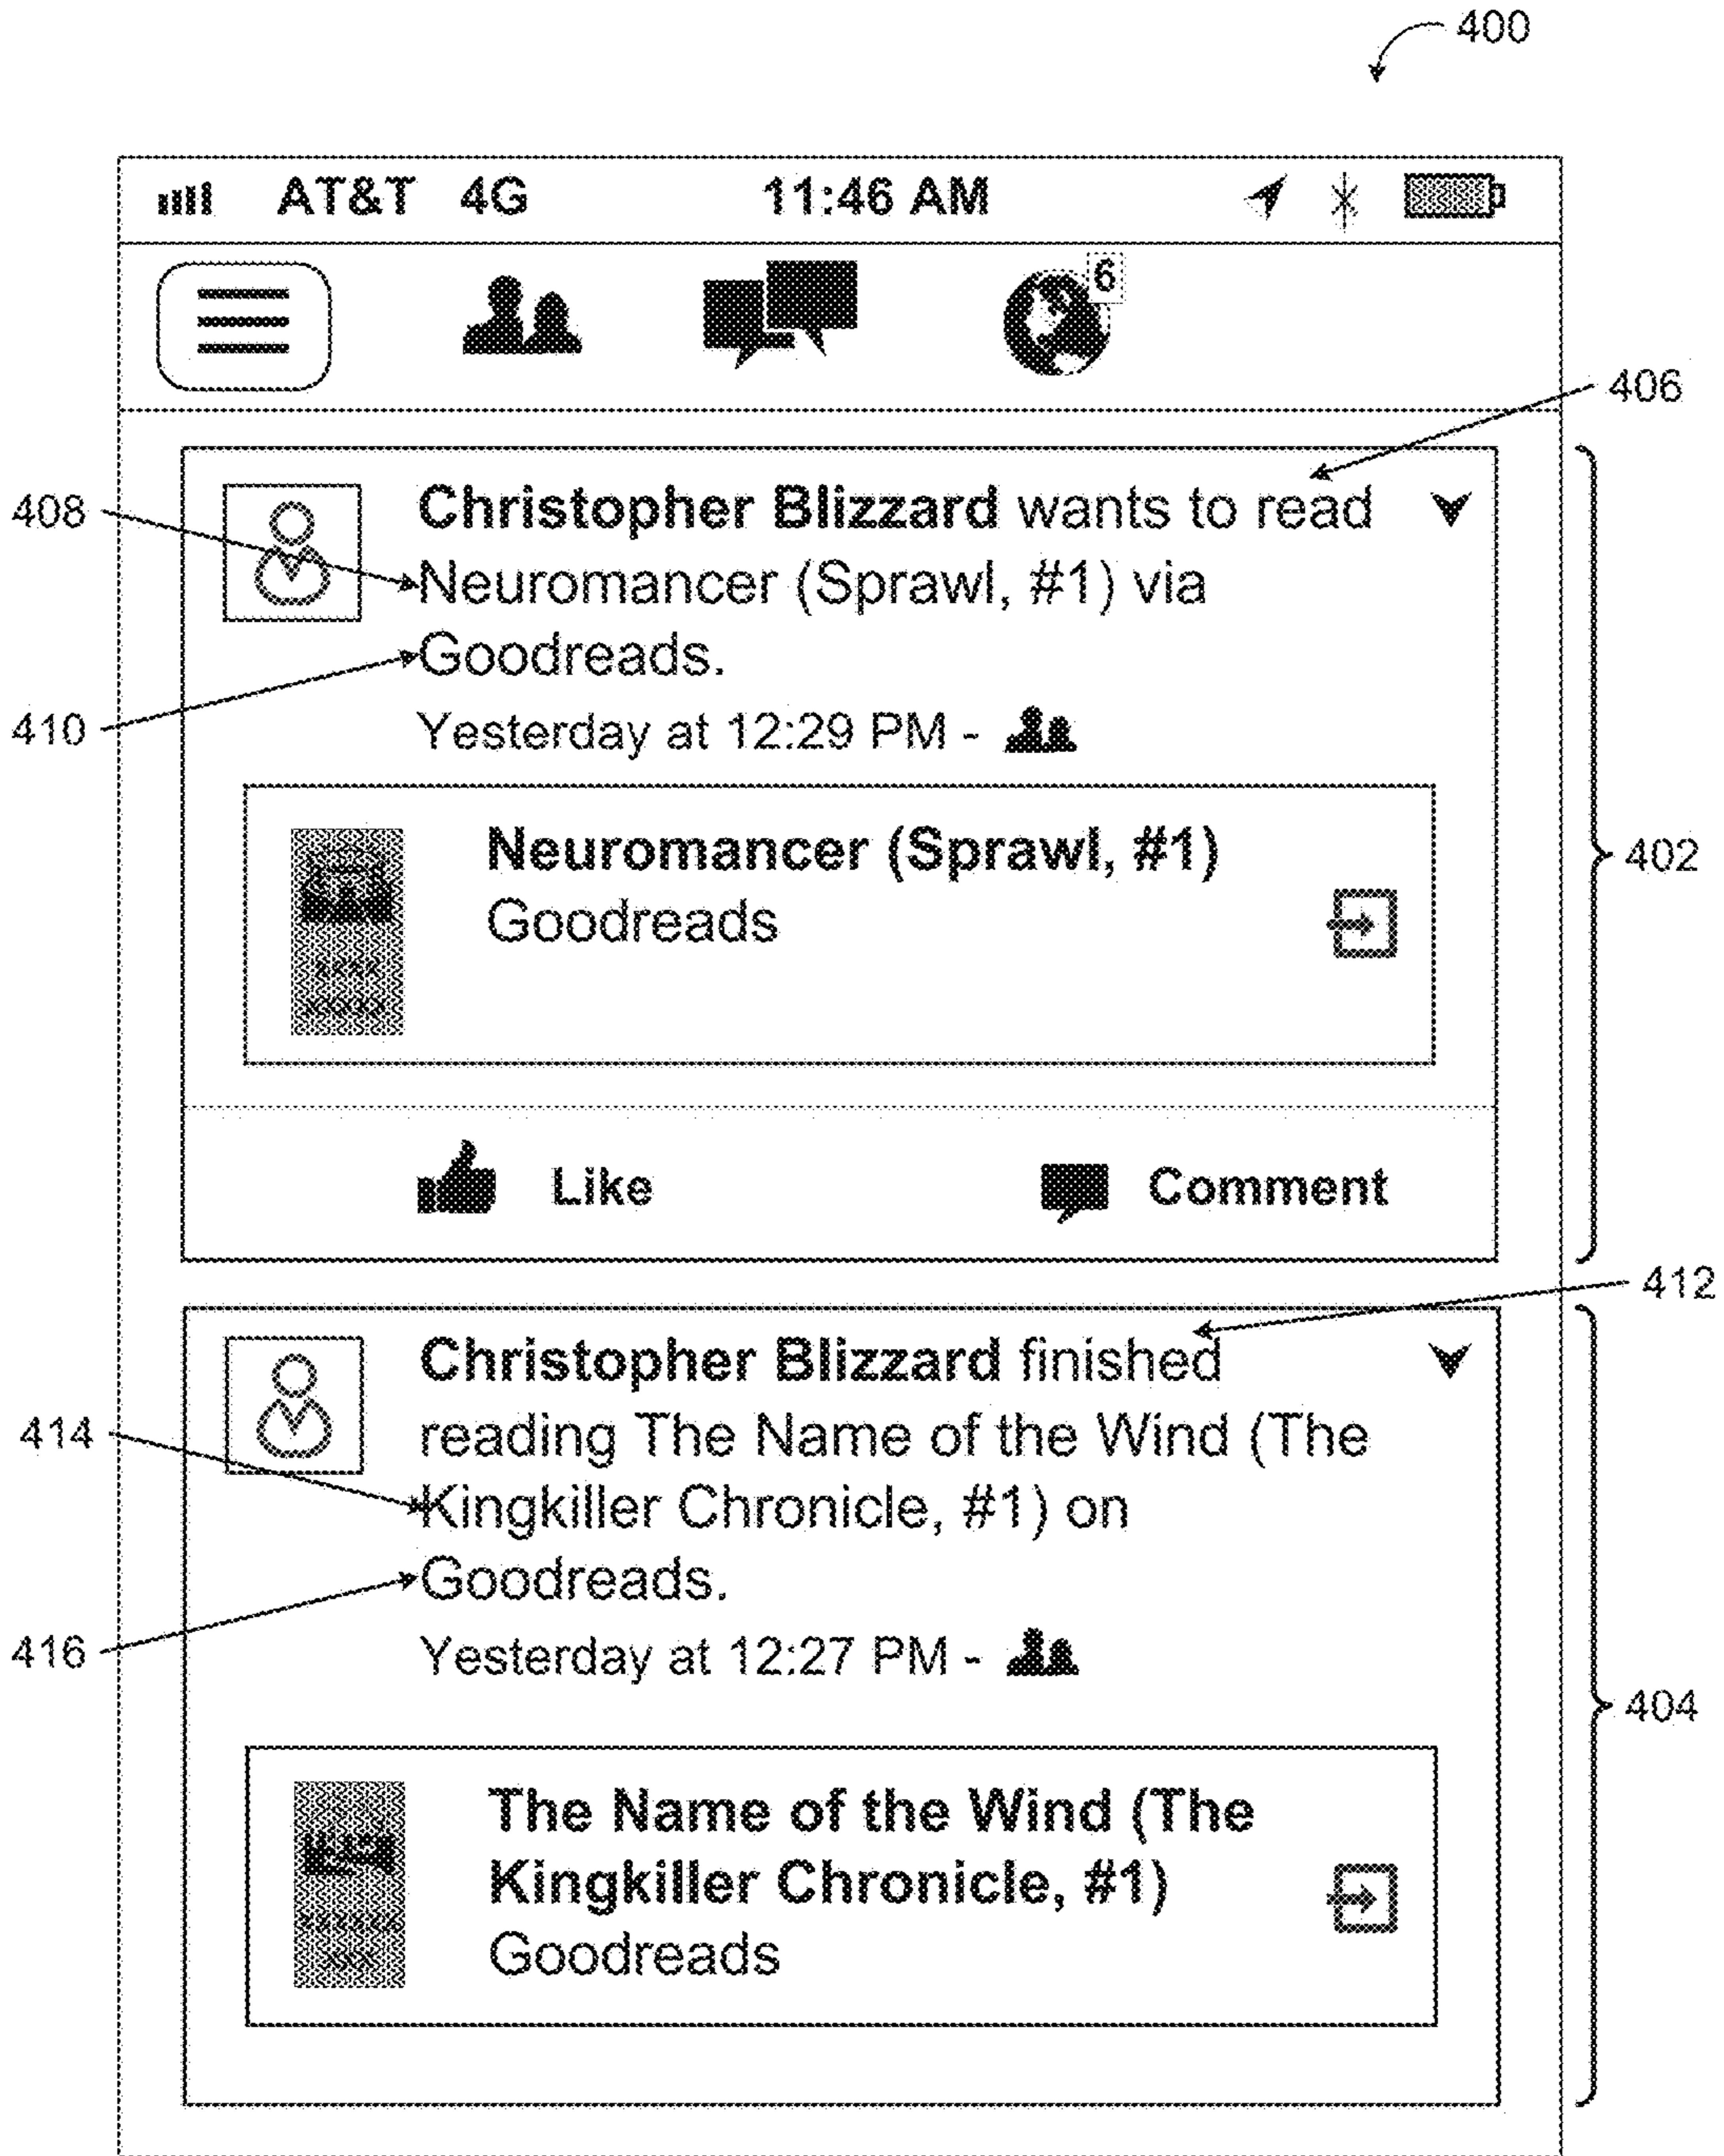 400
AT&T 4G 11:46 AM
6
406
408
Christopher Blizzard wants to read
Neuromancer (Sprawl, #1) via
Goodreads.
410
Yesterday at 12:29 PM -
Neuromancer (Sprawl, #1)
Goodreads
402
Like Comment
412
Christopher Blizzard finished
414
reading The Name of the Wind (The
Kingkiller Chronicle, #1) on
Goodreads.
416
Yesterday at 12:27 PM -
404
The Name of the Wind (The
Kingkiller Chronicle, #1)
Goodreads